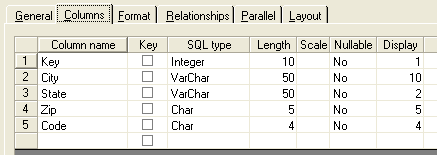 General Columns Format Relationships Parallel Layout
Column name Key SQL type Length Scale Nullable Display
1 Key Integer 10 No 1
2 City VarChar 50 No 10
3 State VarChar 50 No 2
4 Zip Char 5 No 5
5 Code Char 4 No 4